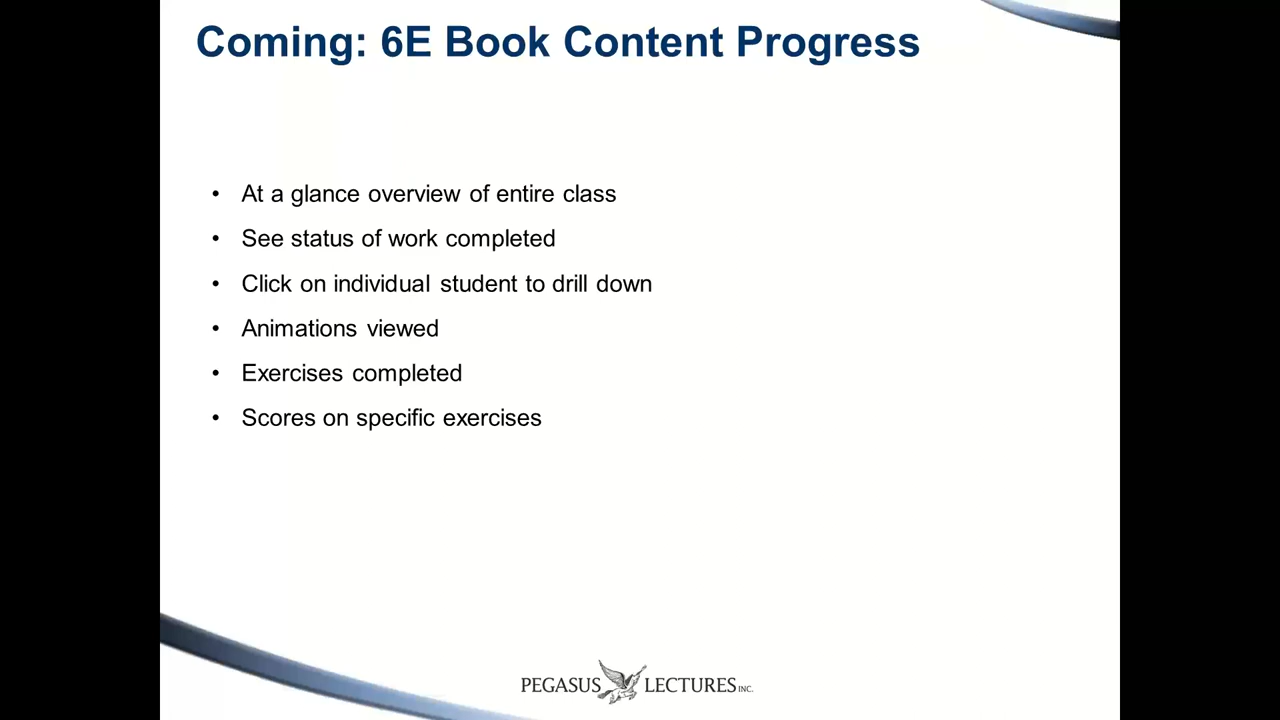 Coming: 6E Book Content Progress
• At a glance overview of entire class
• See status of work completed
• Click on individual student to drill down
• Animations viewed
• Exercises completed
• Scores on specific exercises
PEGASUS LECTURES INC.